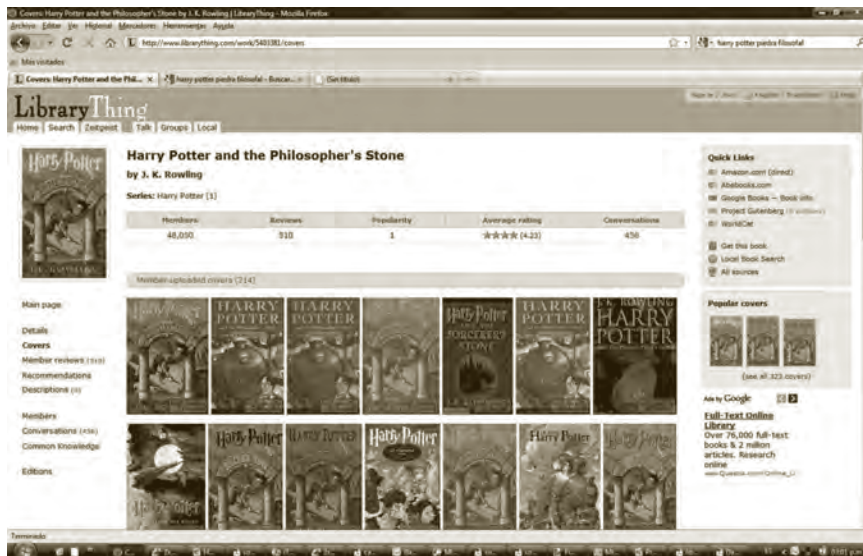 Covers: Harry Potter and the Philosopher's Stone by J. K. Rowling | LibraryThing - Mozilla Firefox
Archivo Editar Ver Historial Marcadores Herramientas Ayuda
http://www.librarything.com/work/5403381/covers
harry potter piedra filosofal
Más visitados
Covers: Harry Potter and the Phil...
harry potter piedra filosofal - Buscar...
(Sin título)
LibraryThing
Home Search Zeitgeist Talk Groups Local
Harry Potter and the Philosopher's Stone
by J. K. Rowling
Series: Harry Potter (1)
Members Reviews Popularity Average rating Conversations
48,050 510 1 (4.23) 456
Member-uploaded covers (214)
Harry Potter
HARRY POTTER
HARRY POTTER
Harry Potter AND THE SORCERER'S STONE
HARRY POTTER
J.K. ROWLING HARRY POTTER
Harry Potter
Harry Potter
Harry Potter
Main page
Details
Covers
Member reviews (510)
Recommendations
Descriptions (0)
Members
Conversations (456)
Common Knowledge
Editions
Quick Links
Amazon.com (direct)
Abebooks.com
Google Books — Book info
Project Gutenberg
WorldCat
Get this book
Local Book Search
All sources
Popular covers
(see all 323 covers)
Ads by Google
Full-Text Online
Library
Over 76,000 full-text
books & 2 million
articles. Research
online
Terminado